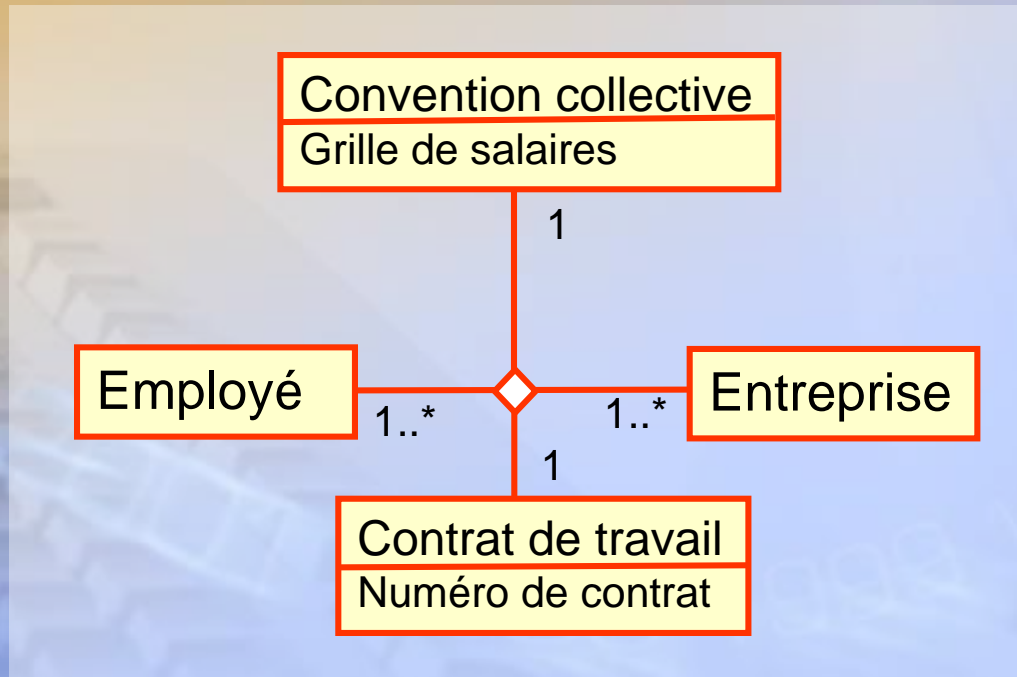 Convention collective
Grille de salaires
1
Employé
1..*
1..*
Entreprise
1
Contrat de travail
Numéro de contrat